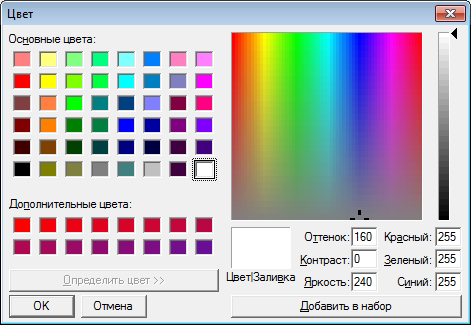 Цвет
Основные цвета:
Дополнительные цвета:
Определить цвет >>
OK
Отмена
Цвет|Заливка
Оттенок: 160
Контраст: 0
Яркость: 240
Красный: 255
Зеленый: 255
Синий: 255
Добавить в набор